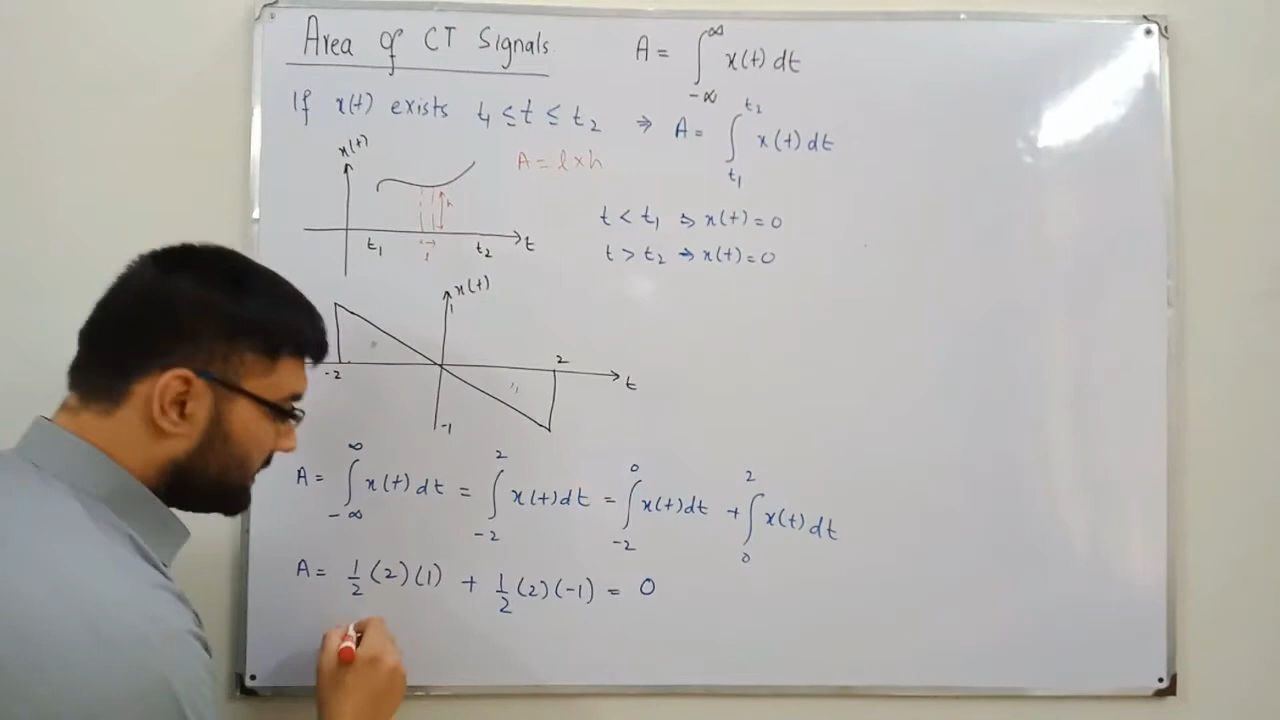 Area of CT Signals
A = ∫_{-∞}^{∞} x(t) dt
If x(t) exists t₁ ≤ t ≤ t₂ ⇒ A = ∫_{t₁}^{t₂} x(t) dt
x(t)
A = l × h
h
t₁ l t₂ t
t < t₁ ⇒ x(t) = 0
t > t₂ ⇒ x(t) = 0
x(t)
1
-2 2 t
-1
A = ∫_{-∞}^{∞} x(t) dt = ∫_{-2}^{2} x(t) dt = ∫_{-2}^{0} x(t) dt + ∫_{0}^{2} x(t) dt
A = 1/2 (2)(1) + 1/2 (2)(-1) = 0